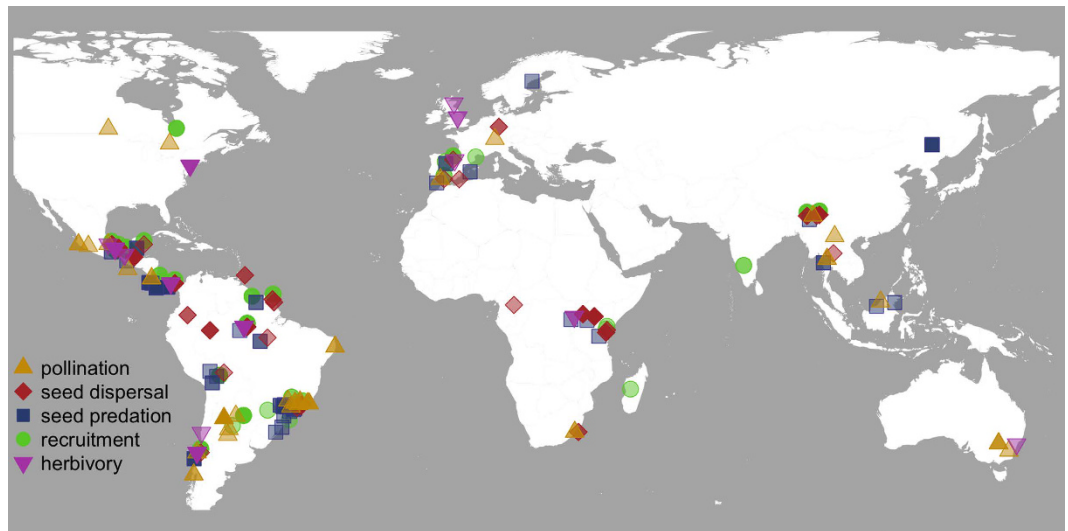 pollination
seed dispersal
seed predation
recruitment
herbivory